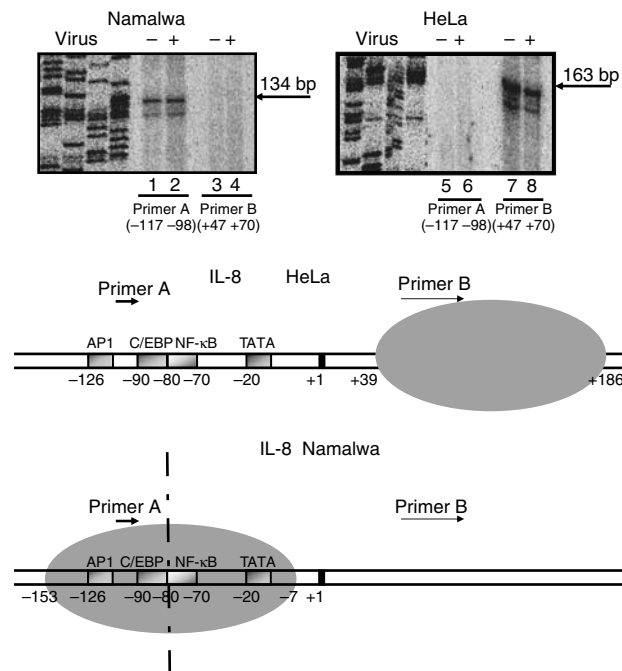 Namalwa HeLa
Virus – + – + Virus – + – +
134 bp
163 bp
1 2 3 4 5 6 7 8
Primer A Primer B Primer A Primer B
(–117 –98) (+47 +70) (–117 –98) (+47 +70)
IL-8 HeLa
Primer A Primer B
AP1 C/EBP NF-κB TATA
–126 –90 –80 –70 –20 +1 +39 +186
IL-8 Namalwa
Primer A Primer B
AP1 C/EBP NF-κB TATA
–153 –126 –90 –80 –70 –20 –7 +1